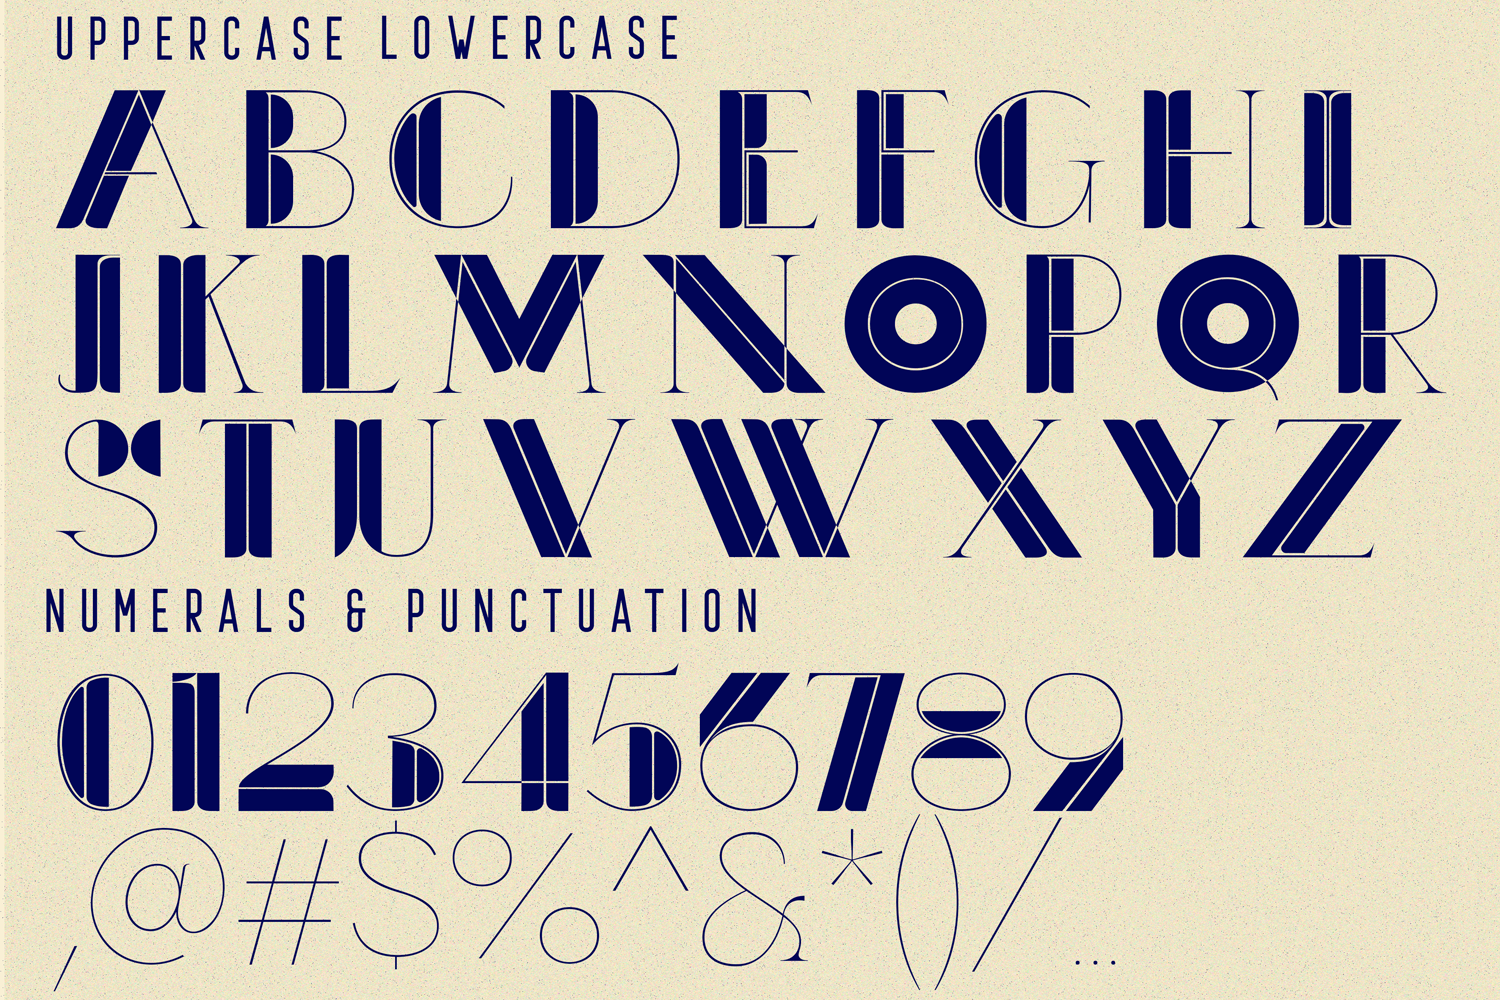 UPPERCASE LOWERCASE
ABCDEFGHI
JKLMNOPQR
STUVWXYZ
NUMERALS & PUNCTUATION
0123456789
,@#$%^&*()/...